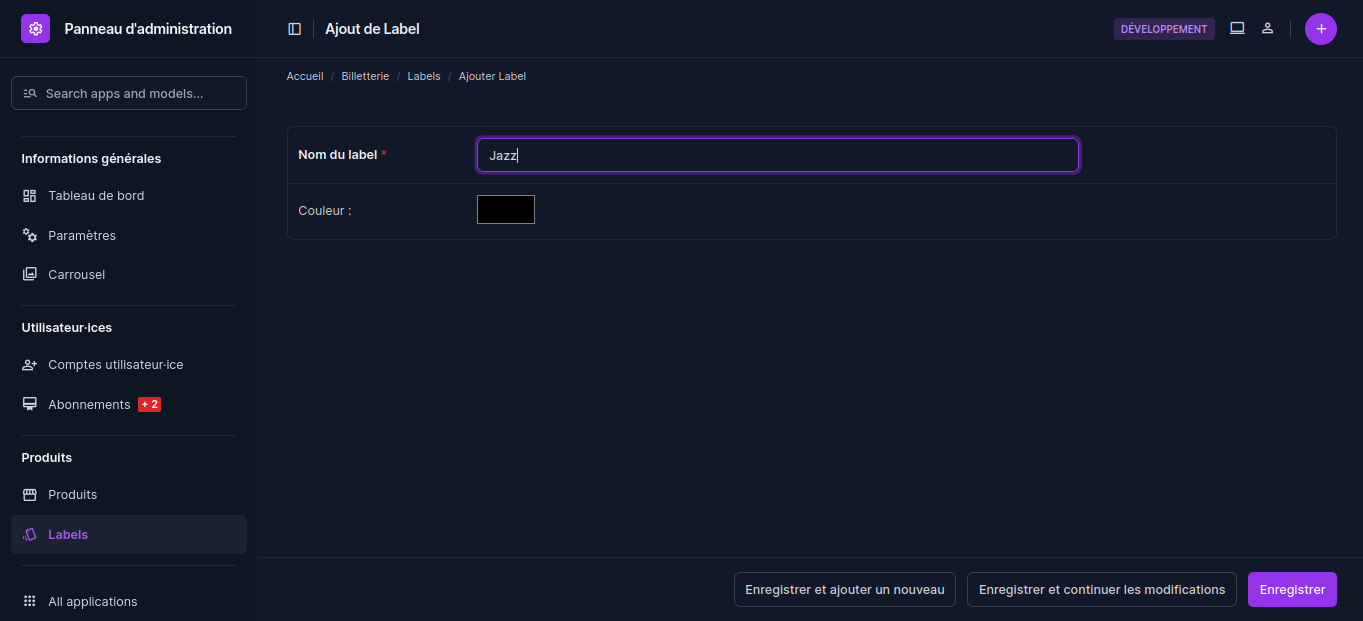 Panneau d'administration
Search apps and models...
Informations générales
Tableau de bord
Paramètres
Carrousel
Utilisateur·ices
Comptes utilisateur·ice
Abonnements + 2
Produits
Produits
Labels
All applications
Ajout de Label
DÉVELOPPEMENT
Accueil / Billetterie / Labels / Ajouter Label
Nom du label * Jazz
Couleur :
Enregistrer et ajouter un nouveau Enregistrer et continuer les modifications Enregistrer